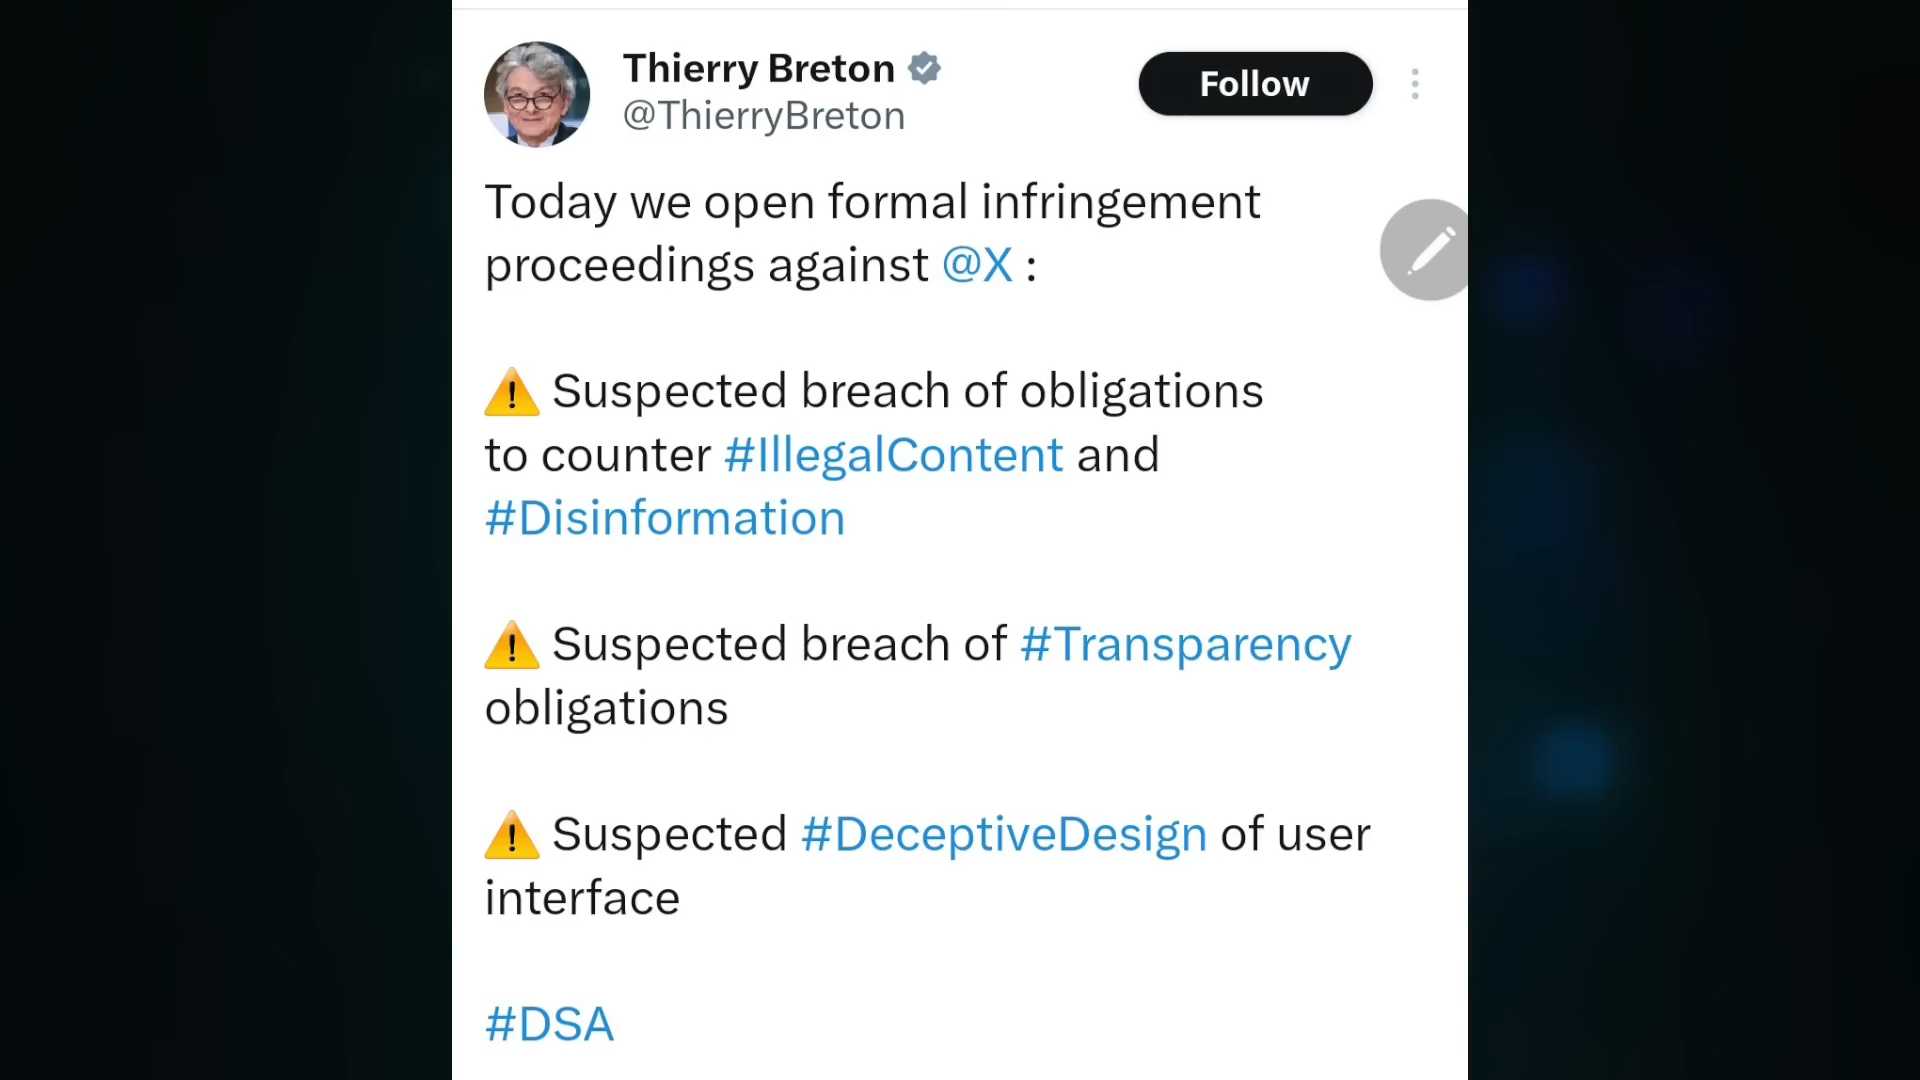 Thierry Breton
@ThierryBreton
Follow
Today we open formal infringement
proceedings against @X :
⚠️ Suspected breach of obligations
to counter #IllegalContent and
#Disinformation
⚠️ Suspected breach of #Transparency
obligations
⚠️ Suspected #DeceptiveDesign of user
interface
#DSA